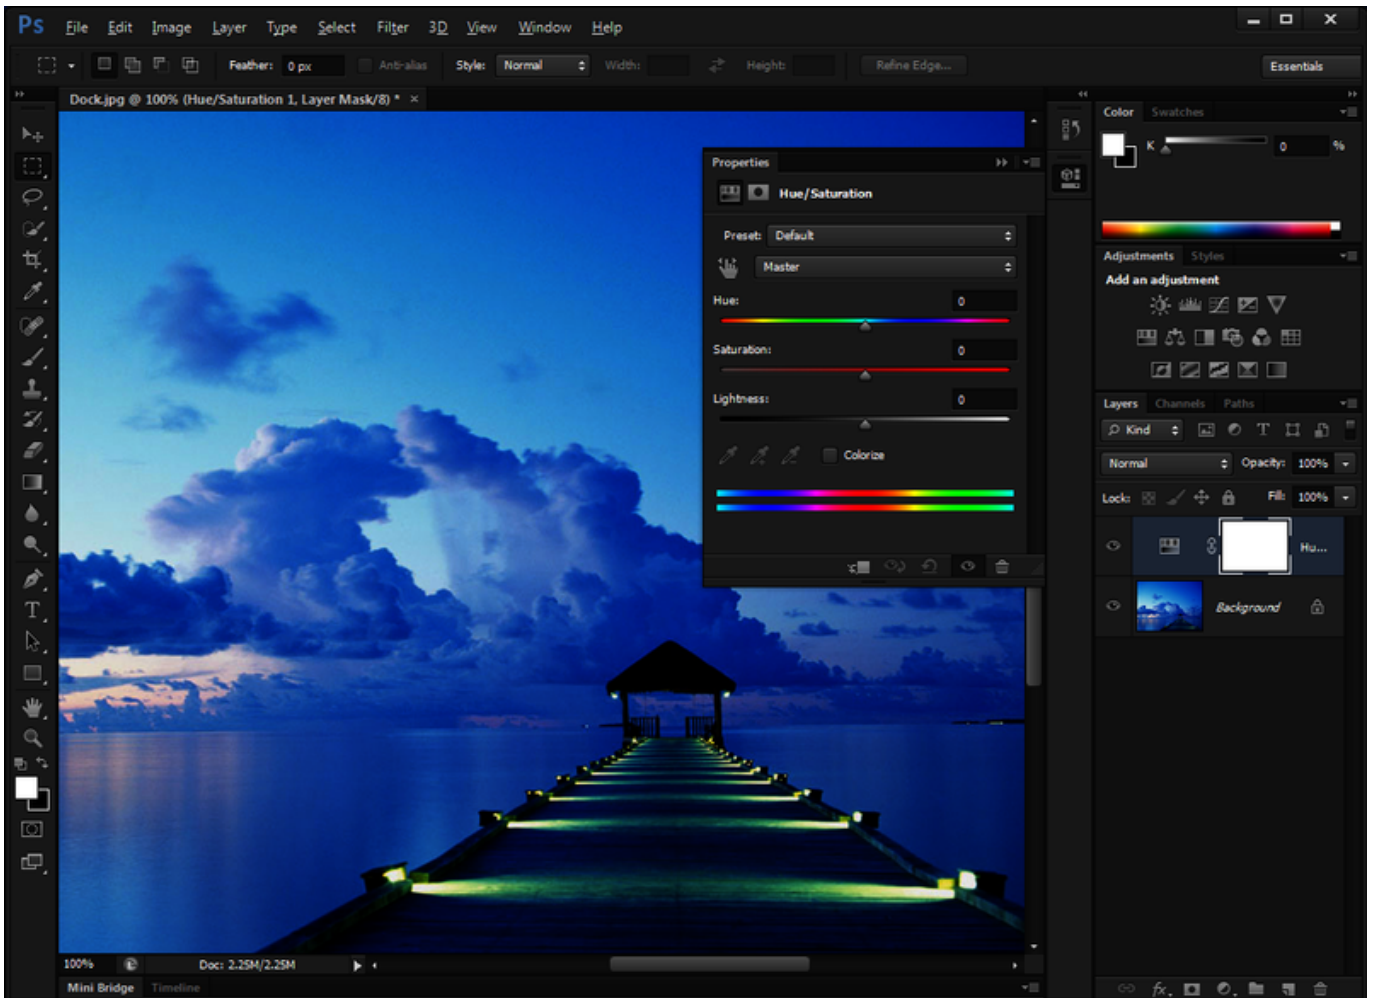 Ps File Edit Image Layer Type Select Filter 3D View Window Help
Feather: 0 px Anti-alias Style: Normal Width: Height: Refine Edge... Essentials
Dock.jpg @ 100% (Hue/Saturation 1, Layer Mask/8) * ×
Color Swatches
K 0 %
Properties
Hue/Saturation
Preset: Default
Master
Hue: 0
Saturation: 0
Lightness: 0
Colorize
Adjustments Styles
Add an adjustment
Layers Channels Paths
Kind
Normal Opacity: 100%
Lock: Fill: 100%
Hu...
Background
100% Doc: 2.25M/2.25M
Mini Bridge Timeline